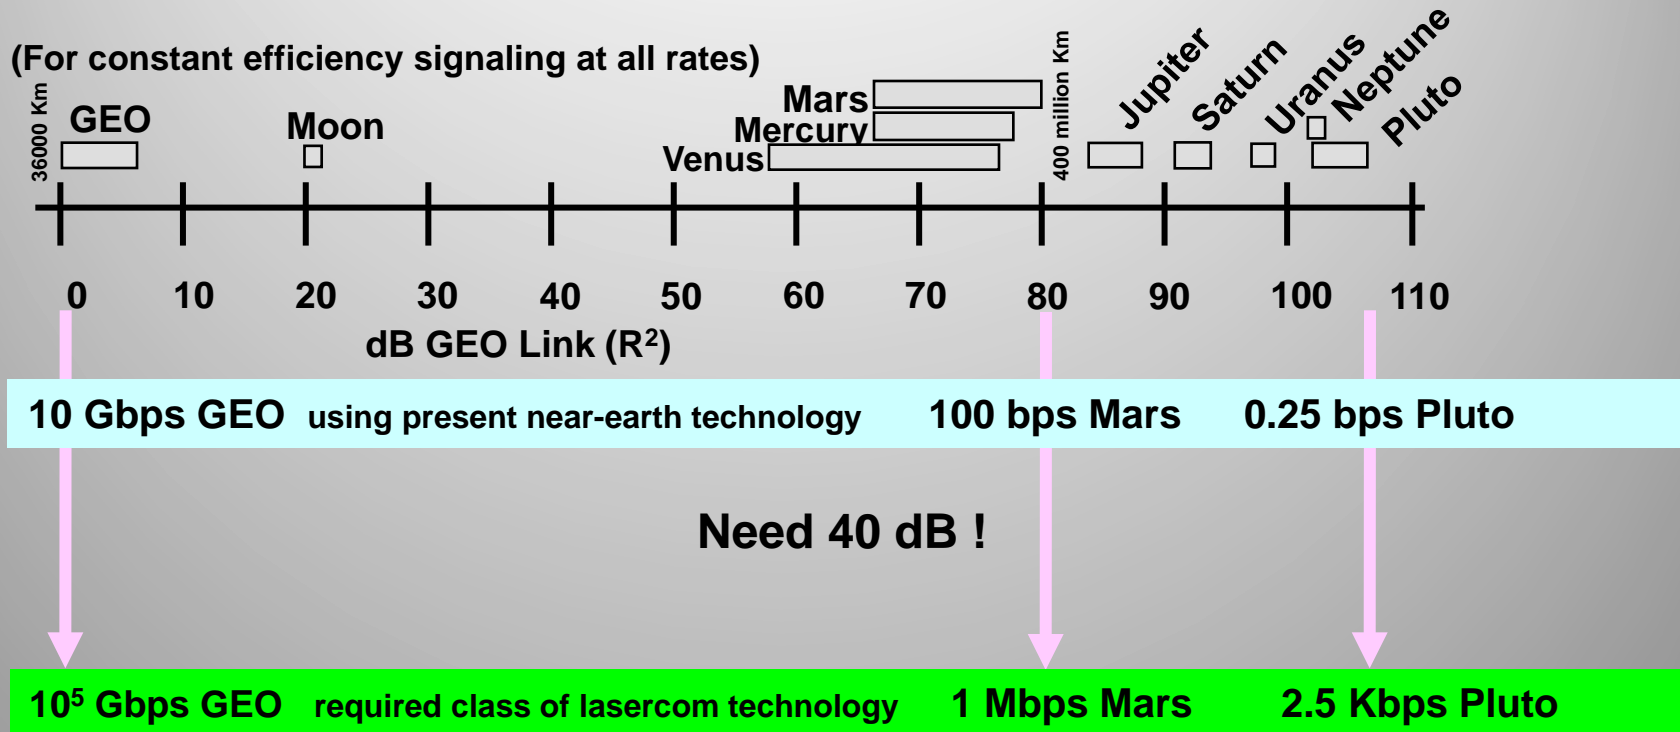 (For constant efficiency signaling at all rates)
36000 Km
GEO
Moon
Mars
Mercury
Venus
400 million Km
Jupiter
Saturn
Uranus
Neptune
Pluto
0 10 20 30 40 50 60 70 80 90 100 110
dB GEO Link (R²)
10 Gbps GEO using present near-earth technology 100 bps Mars 0.25 bps Pluto
Need 40 dB !
10⁵ Gbps GEO required class of lasercom technology 1 Mbps Mars 2.5 Kbps Pluto